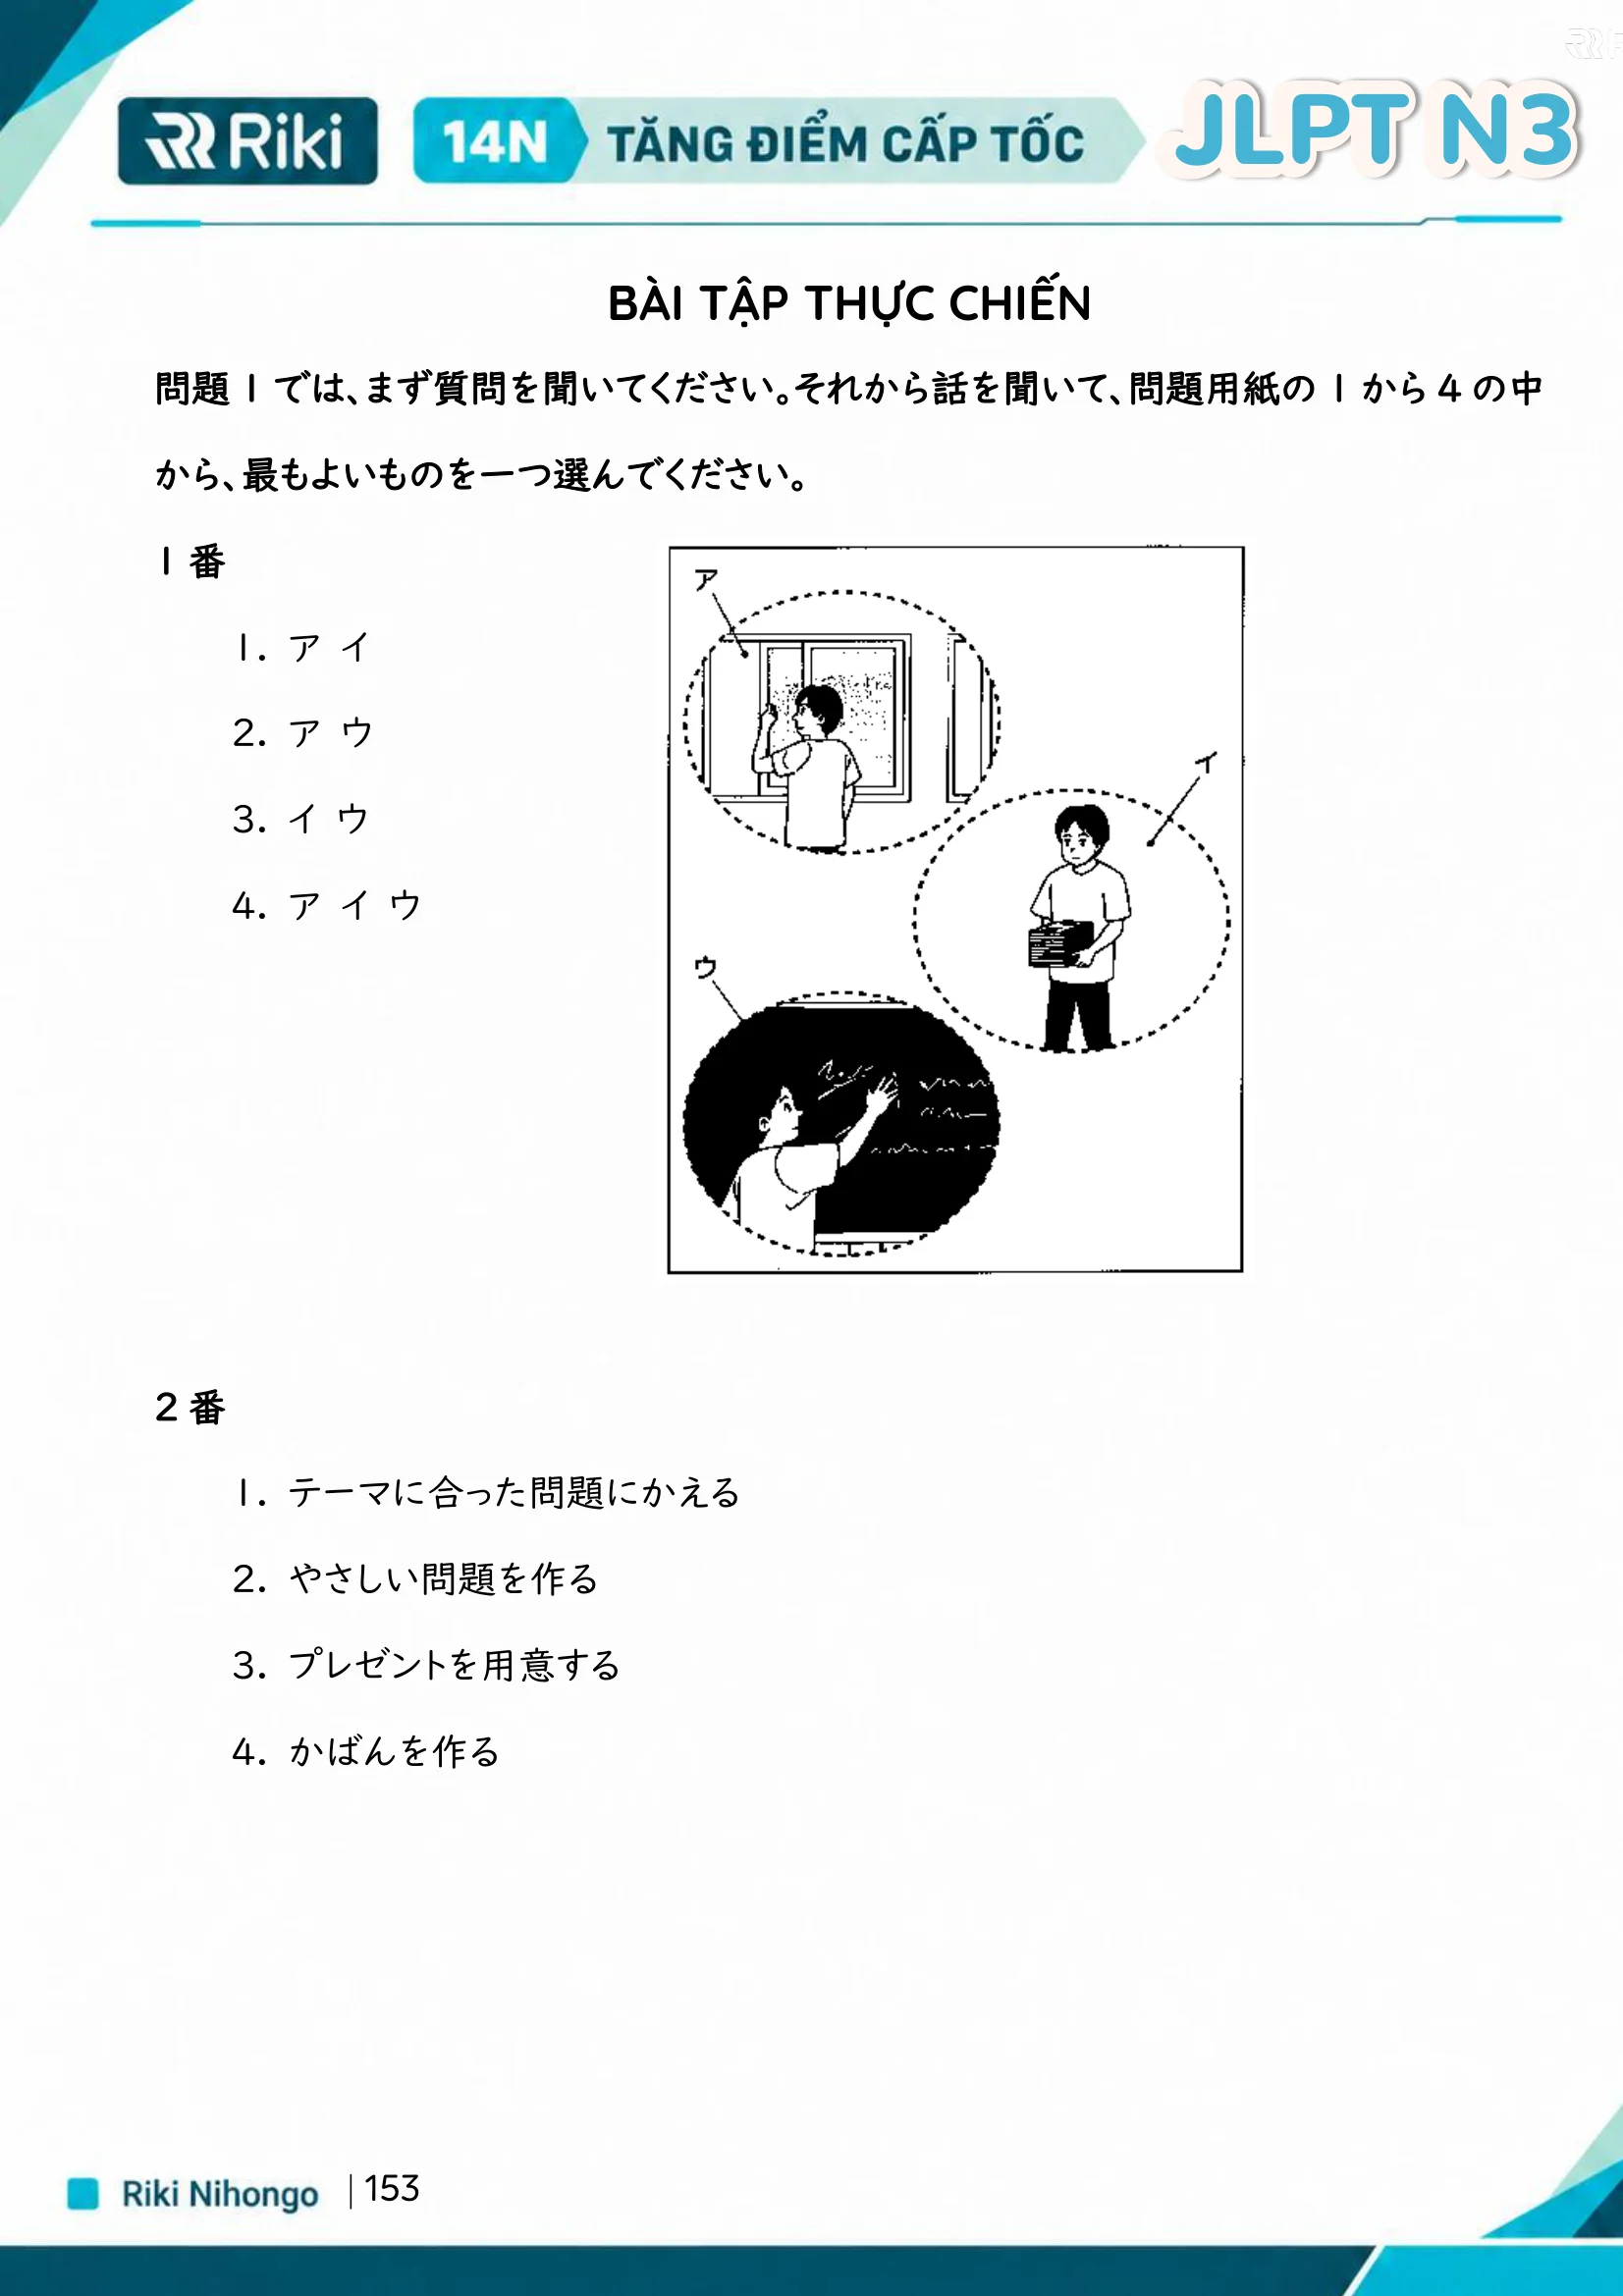 Riki 14N TĂNG ĐIỂM CẤP TỐC JLPT N3
BÀI TẬP THỰC CHIẾN
問題1では、まず質問を聞いてください。それから話を聞いて、問題用紙の1から4の中
から、最もよいものを一つ選んでください。
1番
1. ア イ
2. ア ウ
3. イ ウ
4. ア イ ウ
ア
イ
ウ
2番
1. テーマに合った問題にかえる
2. やさしい問題を作る
3. プレゼントを用意する
4. かばんを作る
Riki Nihongo |153